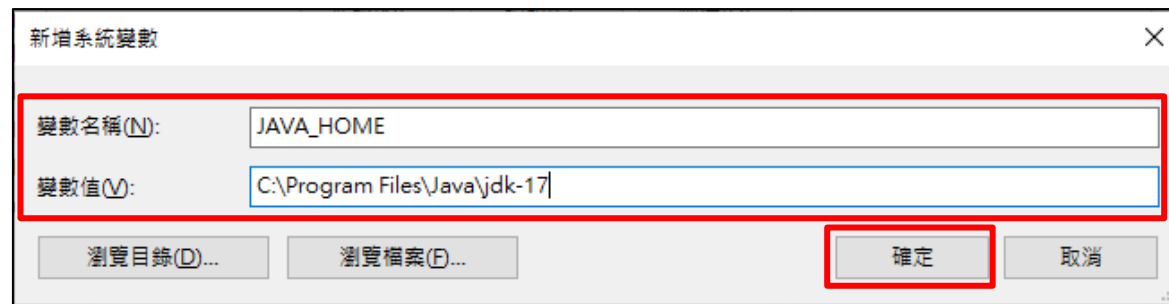 新增系統變數
變數名稱(N): JAVA_HOME
變數值(V): C:\Program Files\Java\jdk-17
瀏覽目錄(D)... 瀏覽檔案(F)... 確定 取消